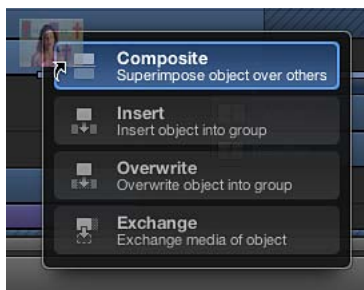 Composite
Superimpose object over others
Insert
Insert object into group
Overwrite
Overwrite object into group
Exchange
Exchange media of object